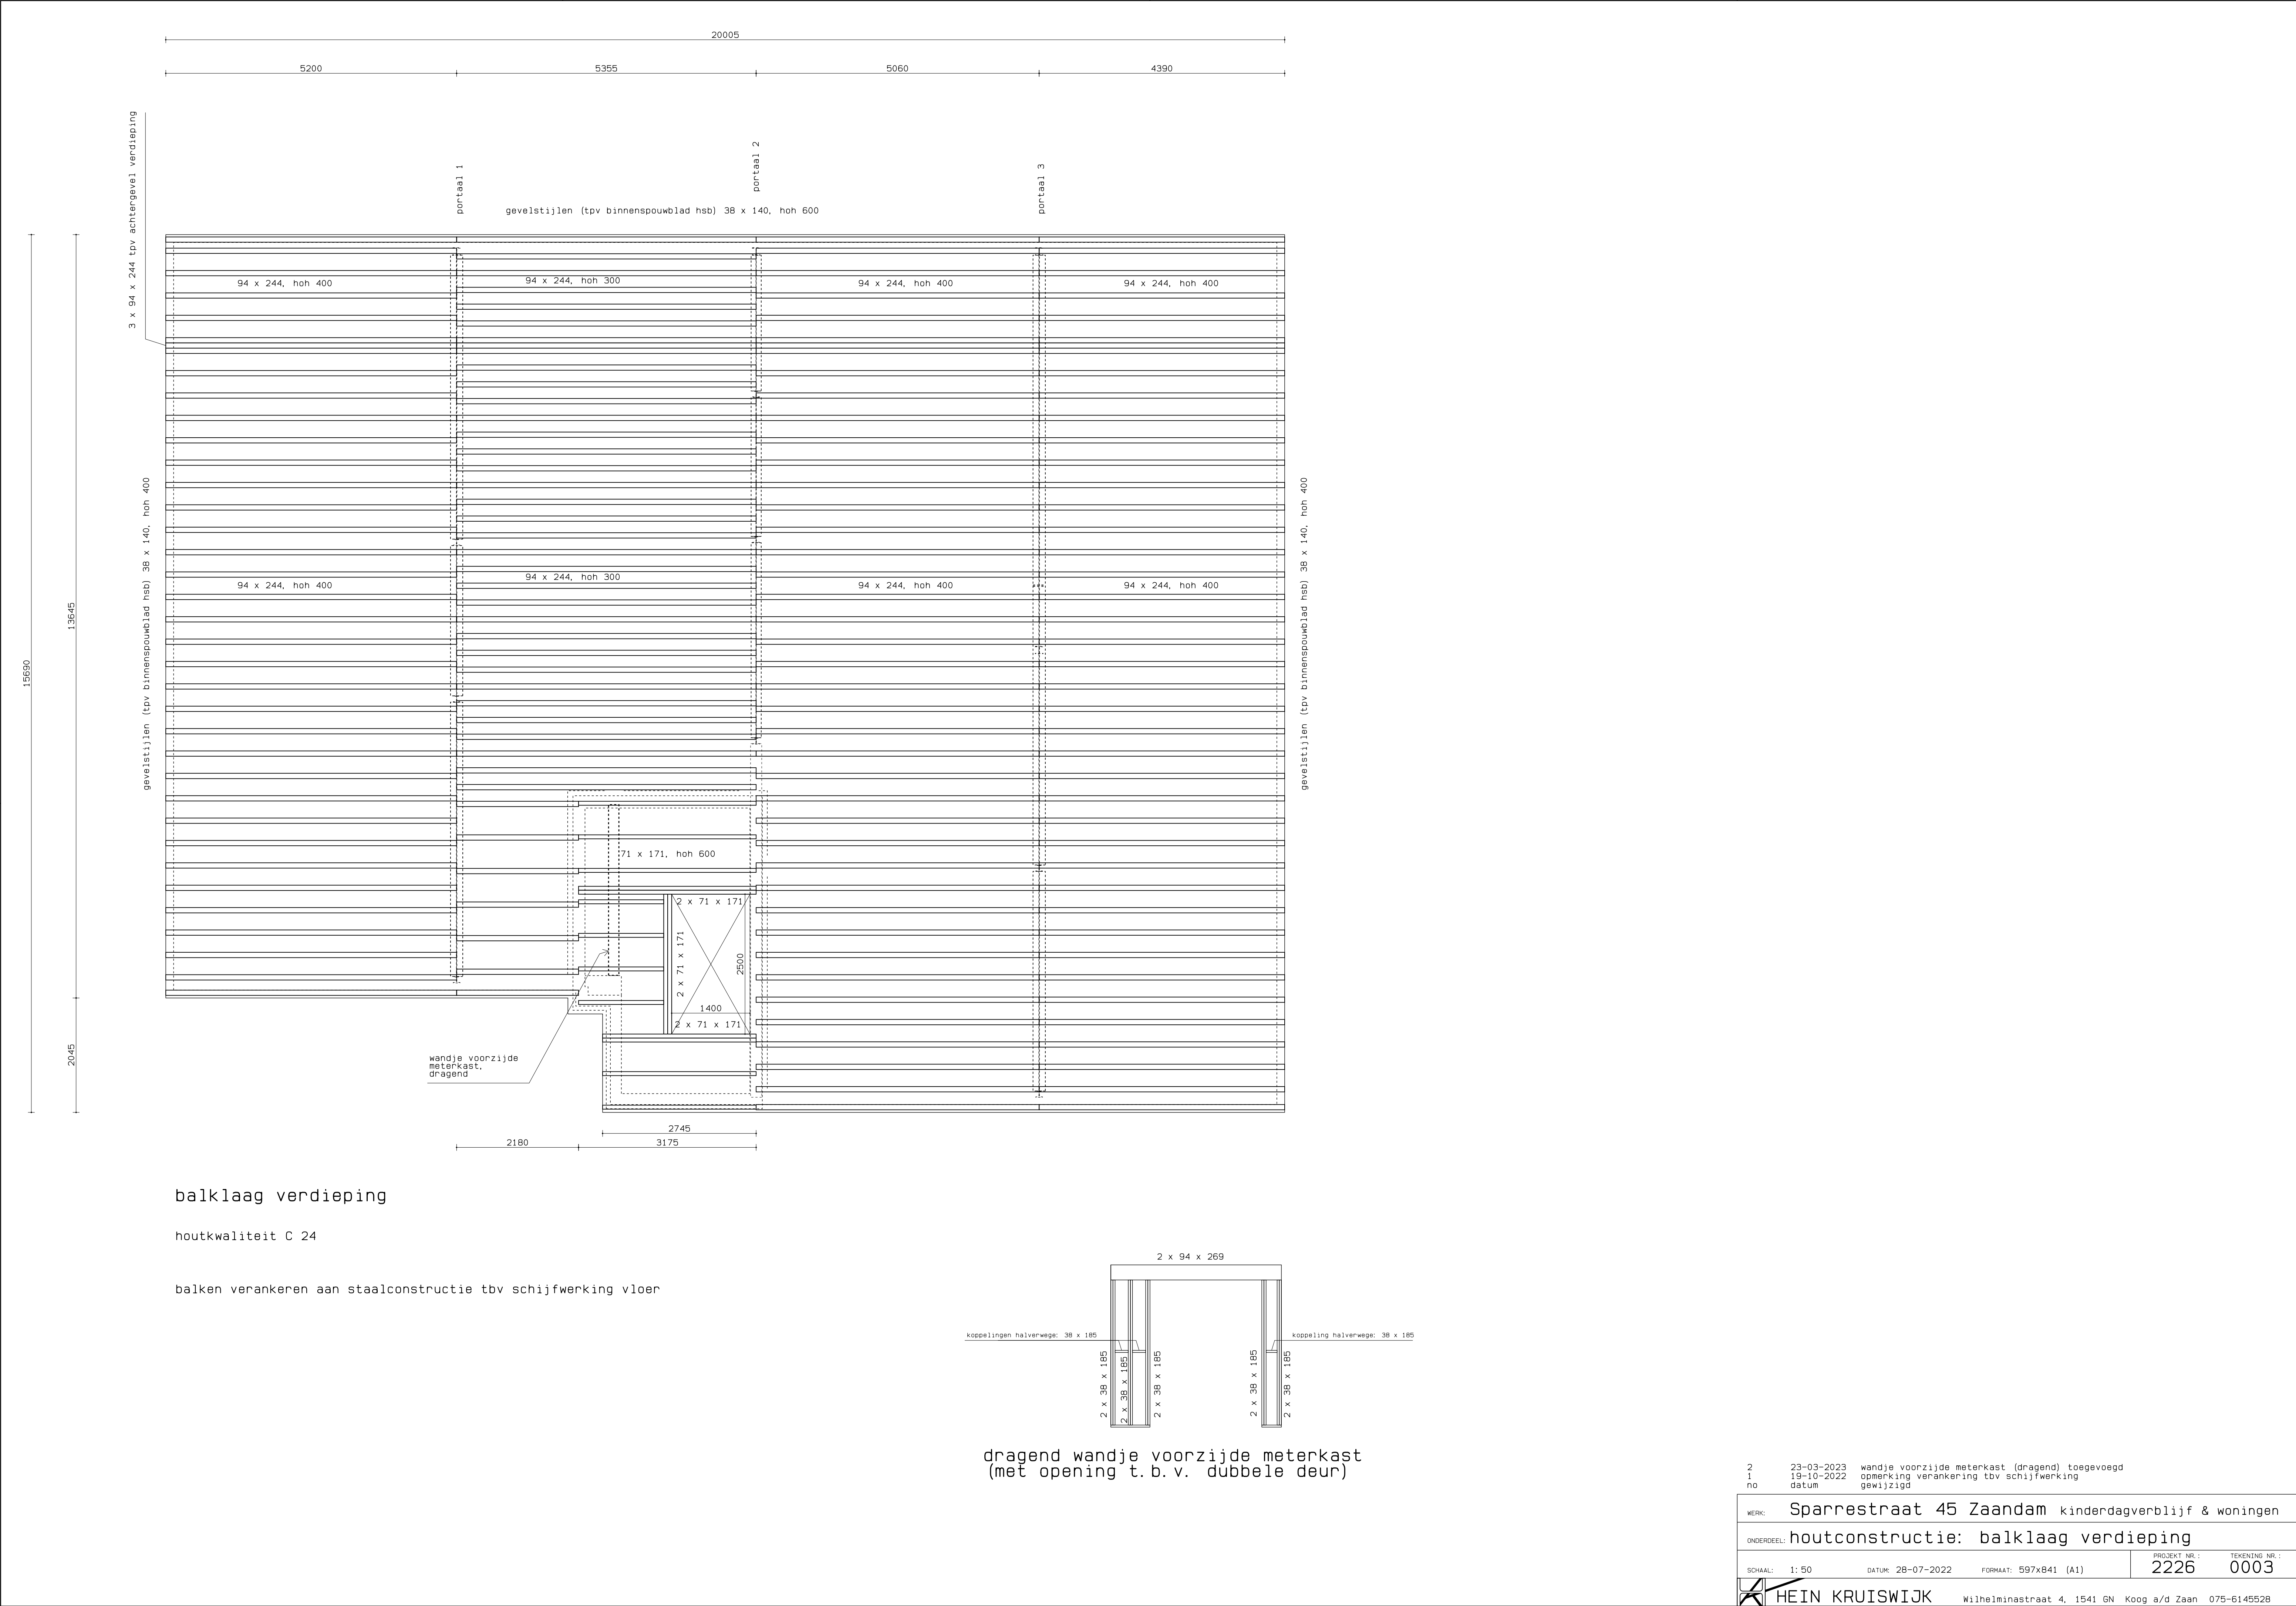 20005
5200
5355
5060
4390
3 x 94 x 244 tpv achtergevel verdieping
portaal 1
portaal 2
portaal 3
gevelstijlen (tpv binnenspouwblad hsb) 38 x 140, hoh 600
94 x 244, hoh 400
94 x 244, hoh 300
94 x 244, hoh 400
94 x 244, hoh 400
gevelstijlen (tpv binnenspouwblad hsb) 38 x 140, hoh 400
gevelstijlen (tpv binnenspouwblad hsb) 38 x 140, hoh 400
94 x 244, hoh 400
94 x 244, hoh 300
94 x 244, hoh 400
94 x 244, hoh 400
15690
13645
2045
71 x 171, hoh 600
2 x 71 x 171
2 x 71 x 171
2500
1400
2 x 71 x 171
wandje voorzijde
meterkast,
dragend
2745
2180
3175
balklaag verdieping
houtkwaliteit C 24
balken verankeren aan staalconstructie tbv schijfwerking vloer
2 x 94 x 269
koppelingen halverwege: 38 x 185
koppeling halverwege: 38 x 185
2 x 38 x 185
2 x 38 x 185
2 x 38 x 185
2 x 38 x 185
2 x 38 x 185
dragend wandje voorzijde meterkast
(met opening t.b.v. dubbele deur)
2 23-03-2023 wandje voorzijde meterkast (dragend) toegevoegd
1 19-10-2022 opmerking verankering tbv schijfwerking
no datum gewijzigd
WERK: Sparrestraat 45 Zaandam kinderdagverblijf & woningen
ONDERDEEL: houtconstructie: balklaag verdieping
SCHAAL: 1:50 DATUM: 28-07-2022 FORMAAT: 597x841 (A1)
PROJEKT NR.: 2226
TEKENING NR.: 0003
HEIN KRUISWIJK Wilhelminastraat 4, 1541 GN Koog a/d Zaan 075-6145528